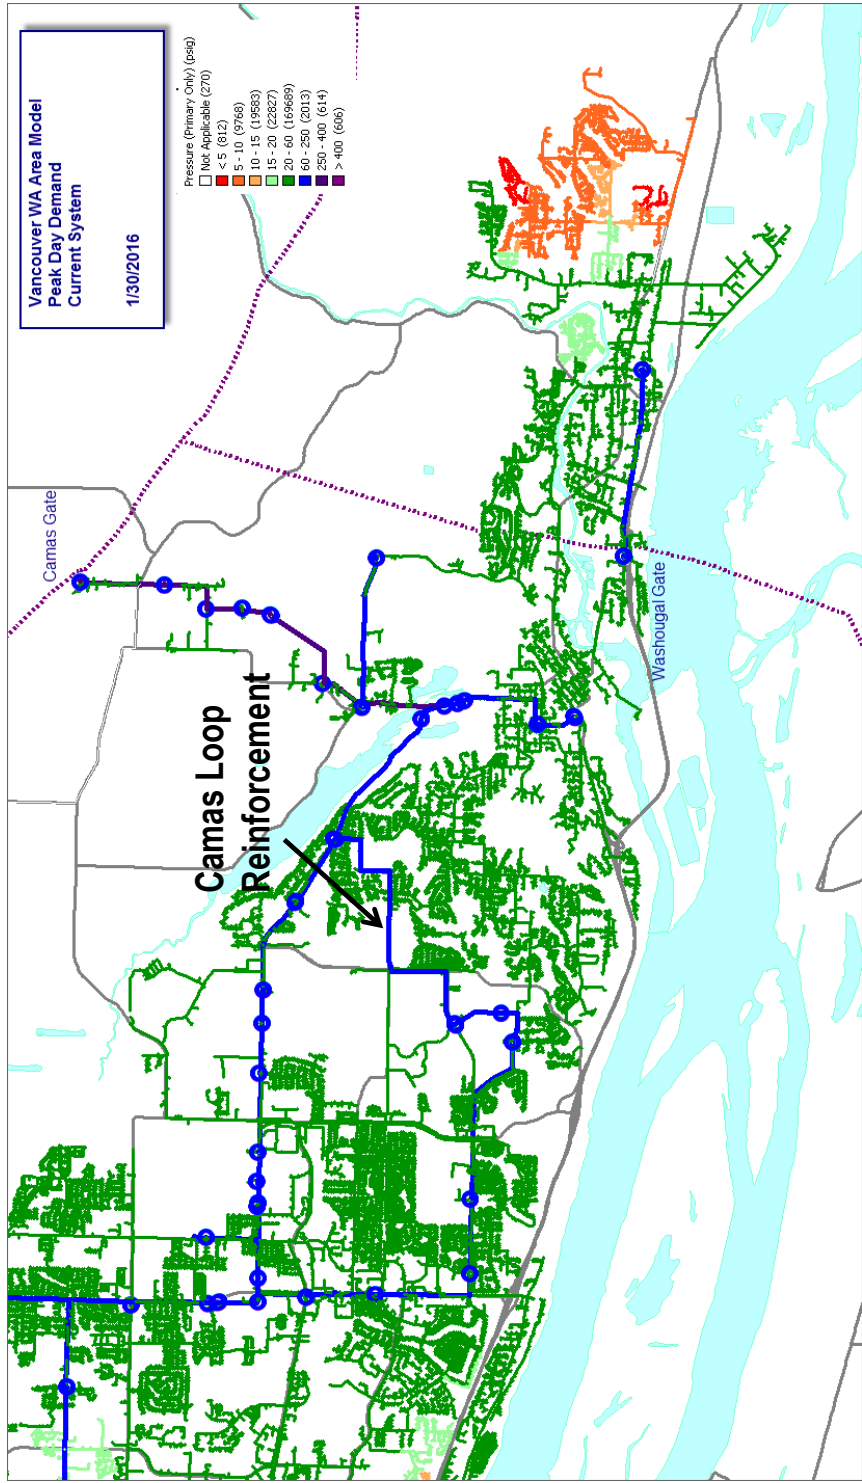 Vancouver WA Area Model
Peak Day Demand
Current System
1/30/2016
Pressure (Primary Only) (psig)
Not Applicable (270)
< 5 (812)
5 - 10 (9768)
10 - 15 (19583)
15 - 20 (22827)
20 - 60 (169689)
60 - 250 (2013)
250 - 400 (614)
> 400 (606)
Camas Gate
Camas Loop
Reinforcement
Washougal Gate